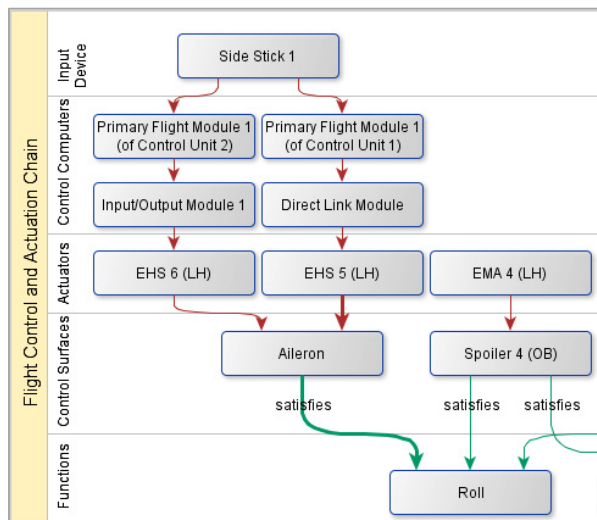 Flight Control and Actuation Chain
Input
Device
Side Stick 1
Control Computers
Primary Flight Module 1
(of Control Unit 2)
Primary Flight Module 1
(of Control Unit 1)
Input/Output Module 1
Direct Link Module
Actuators
EHS 6 (LH)
EHS 5 (LH)
EMA 4 (LH)
Control Surfaces
Aileron
Spoiler 4 (OB)
satisfies
satisfies
satisfies
Functions
Roll